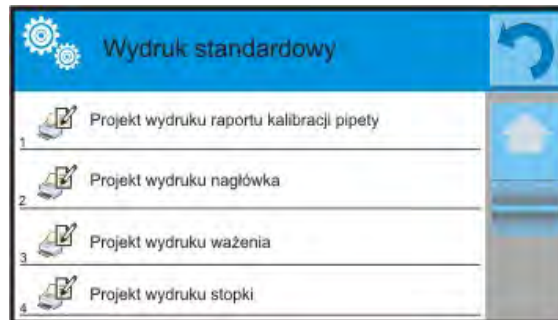 Wydruk standardowy
1 Projekt wydruku raportu kalibracji pipety
2 Projekt wydruku nagłówka
3 Projekt wydruku ważenia
4 Projekt wydruku stopki